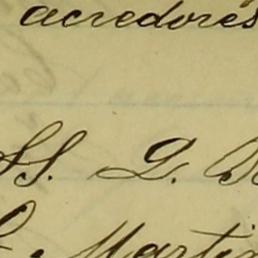 acredores
SS. D.
Martin